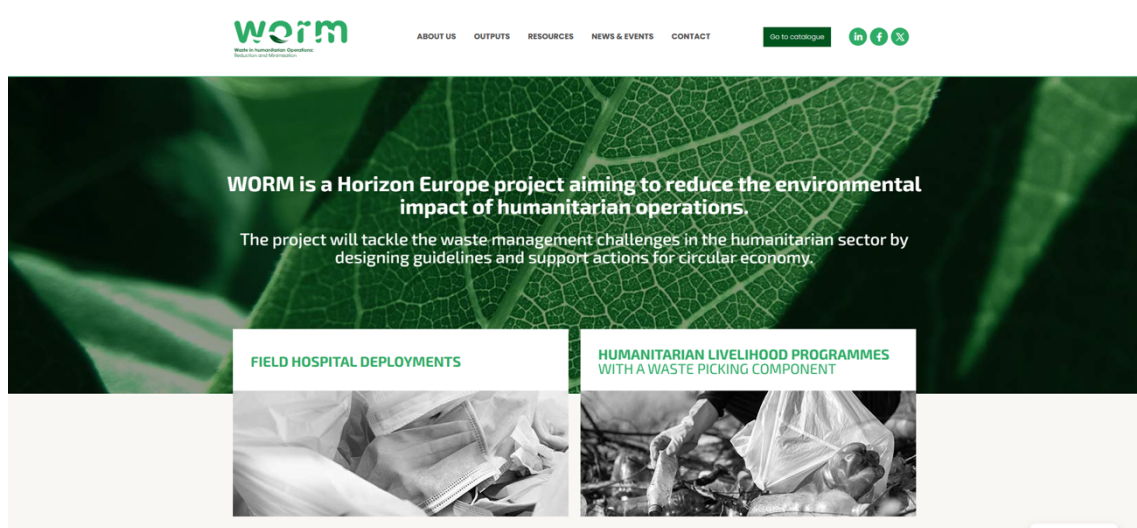 worm
Waste in humanitarian Operations:
Reduction and Minimisation
ABOUT US OUTPUTS RESOURCES NEWS & EVENTS CONTACT
Go to catalogue
in f X
WORM is a Horizon Europe project aiming to reduce the environmental
impact of humanitarian operations.
The project will tackle the waste management challenges in the humanitarian sector by
designing guidelines and support actions for circular economy.
FIELD HOSPITAL DEPLOYMENTS
HUMANITARIAN LIVELIHOOD PROGRAMMES
WITH A WASTE PICKING COMPONENT